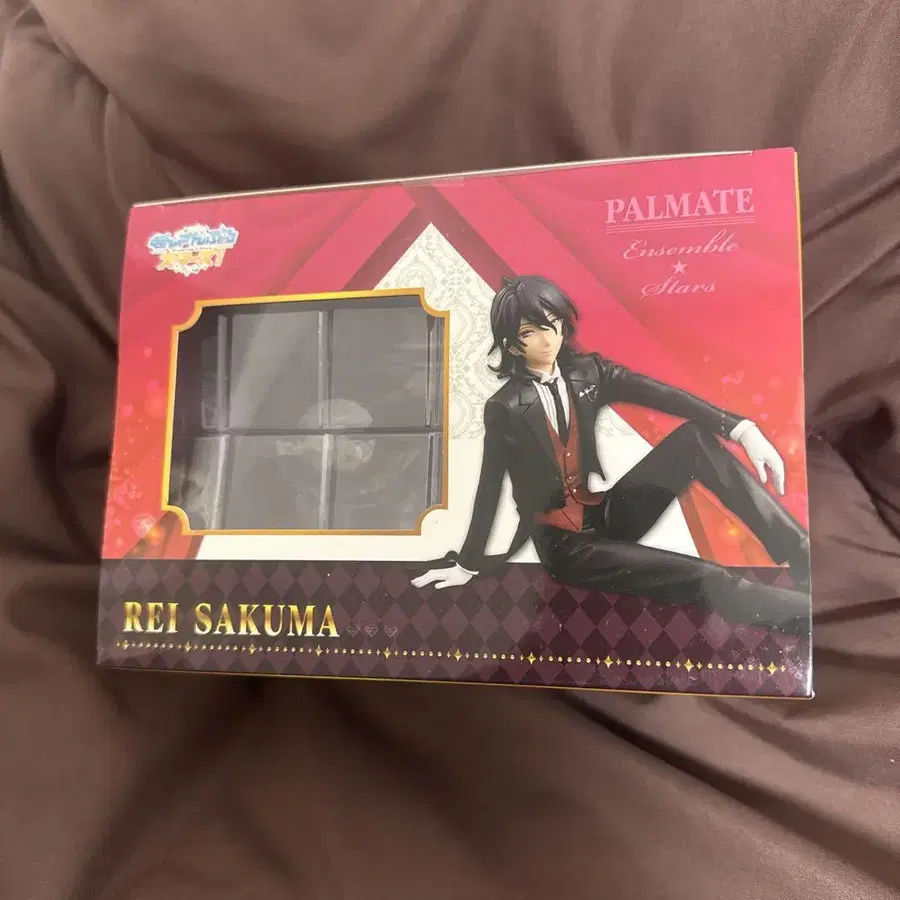 PALMATE
Ensemble
★
Stars
REI SAKUMA